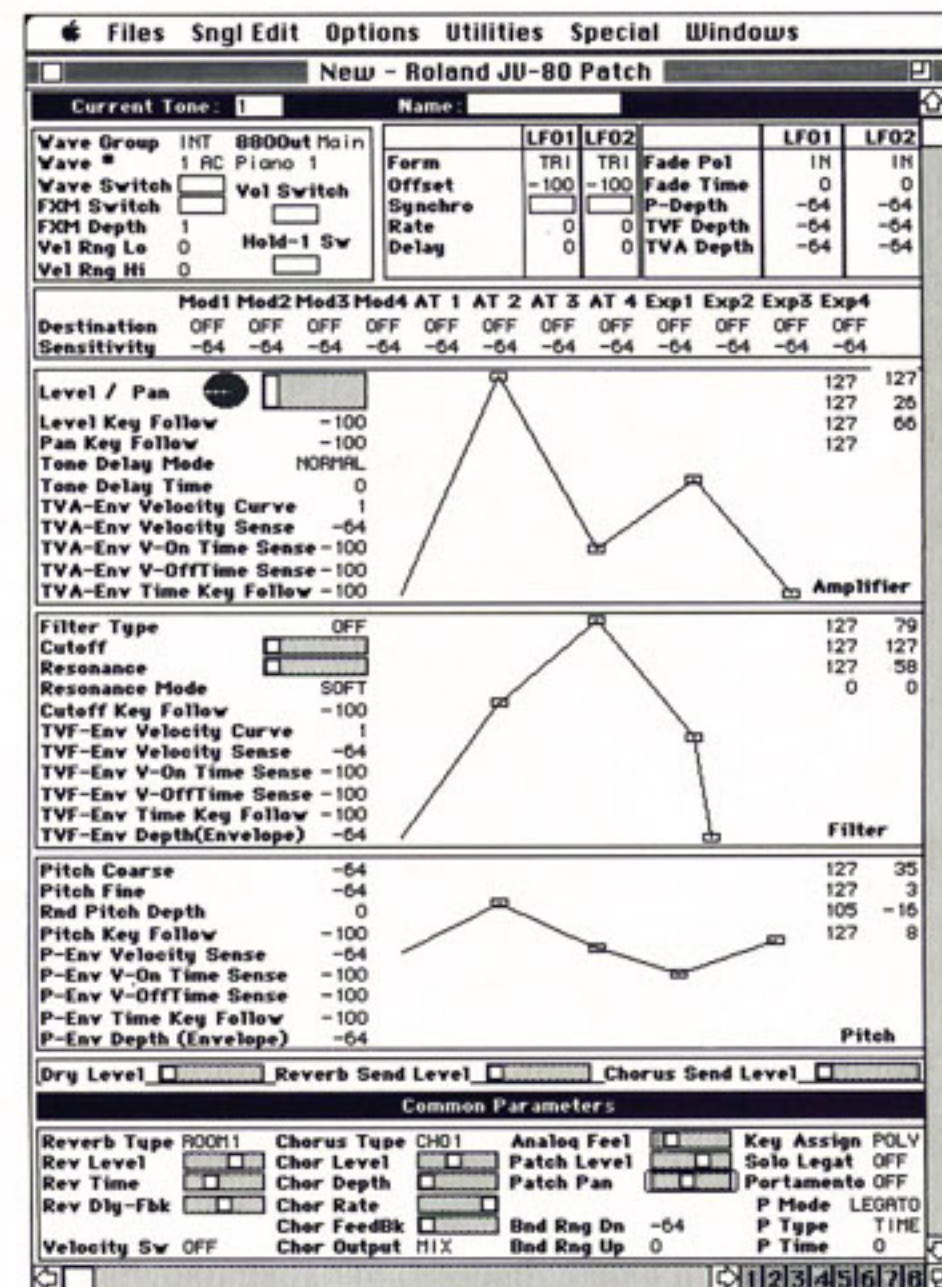 Files Sngl Edit Options Utilities Special Windows
New - Roland JV-80 Patch
Current Tone: 1 Name:
Wave Group INT 8800ut Main
Wave # 1 AC Piano 1
Wave Switch Vol Switch
FXM Switch
FXM Depth 1
Vel Rng Lo 0 Hold-1 Sw
Vel Rng Hi 0
LFO1 LFO2 LFO1 LFO2
Form TRI TRI Fade Pol IN IN
Offset -100 -100 Fade Time 0 0
Synchro P-Depth -64 -64
Rate 0 0 TVF Depth -64 -64
Delay 0 0 TVA Depth -64 -64
Mod1 Mod2 Mod3 Mod4 AT 1 AT 2 AT 3 AT 4 Exp1 Exp2 Exp3 Exp4
Destination OFF OFF OFF OFF OFF OFF OFF OFF OFF OFF OFF OFF
Sensitivity -64 -64 -64 -64 -64 -64 -64 -64 -64 -64 -64 -64
Level / Pan
Level Key Follow -100
Pan Key Follow -100
Tone Delay Mode NORMAL
Tone Delay Time 0
TVA-Env Velocity Curve 1
TVA-Env Velocity Sense -64
TVA-Env V-On Time Sense -100
TVA-Env V-OffTime Sense -100
TVA-Env Time Key Follow -100
127 127
127 26
127 66
127
Amplifier
Filter Type OFF
Cutoff
Resonance
Resonance Mode SOFT
Cutoff Key Follow -100
TVF-Env Velocity Curve 1
TVF-Env Velocity Sense -64
TVF-Env V-On Time Sense -100
TVF-Env V-OffTime Sense -100
TVF-Env Time Key Follow -100
TVF-Env Depth(Envelope) -64
127 79
127 127
127 58
0 0
Filter
Pitch Coarse -64
Pitch Fine -64
Rnd Pitch Depth 0
Pitch Key Follow -100
P-Env Velocity Sense -64
P-Env V-On Time Sense -100
P-Env V-OffTime Sense -100
P-Env Time Key Follow -100
P-Env Depth (Envelope) -64
127 35
127 3
105 -16
127 8
Pitch
Dry Level Reverb Send Level Chorus Send Level
Common Parameters
Reverb Type ROOM1 Chorus Type CHO1 Analog Feel Key Assign POLY
Rev Level Chor Level Patch Level Solo Legat OFF
Rev Time Chor Depth Patch Pan Portamento OFF
Rev Dly-Fbk Chor Rate P Mode LEGATO
Chor FeedBk Bnd Rng Dn -64 P Type TIME
Velocity Sw OFF Chor Output MIX Bnd Rng Up 0 P Time 0
1 2 3 4 5 6 7 8